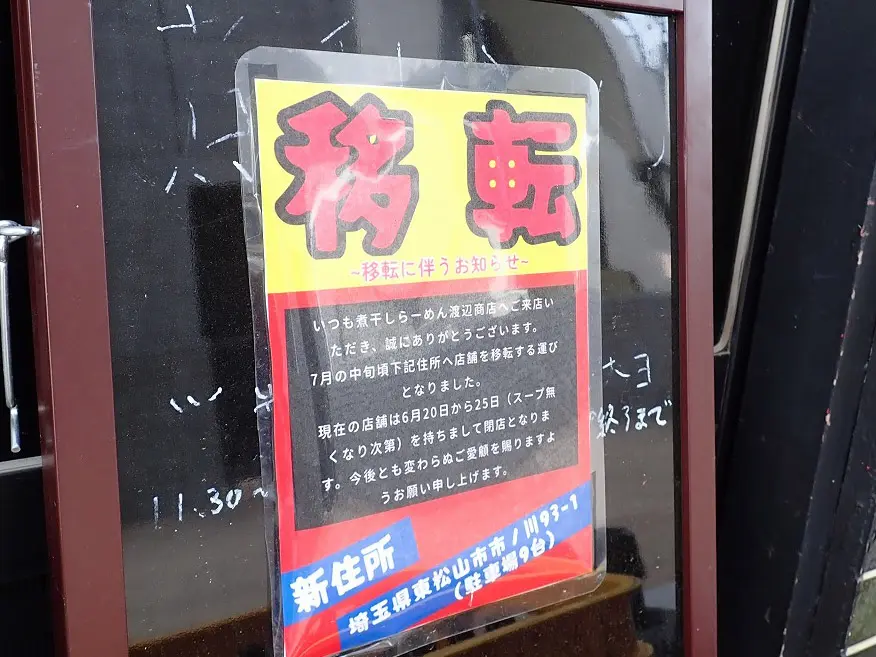 移転
~移転に伴うお知らせ~
いつも煮干しらーめん渡辺商店へご来店い
ただき、誠にありがとうございます。
7月の中旬頃下記住所へ店舗を移転する運び
となりました。
現在の店舗は6月20日から25日（スープ無
くなり次第）を持ちまして閉店となりま
す。今後とも変わらぬご愛顧を賜りますよ
うお願い申し上げます。
新住所
埼玉県東松山市市ノ川93-1
（駐車場9台）
11.30~
終了まで